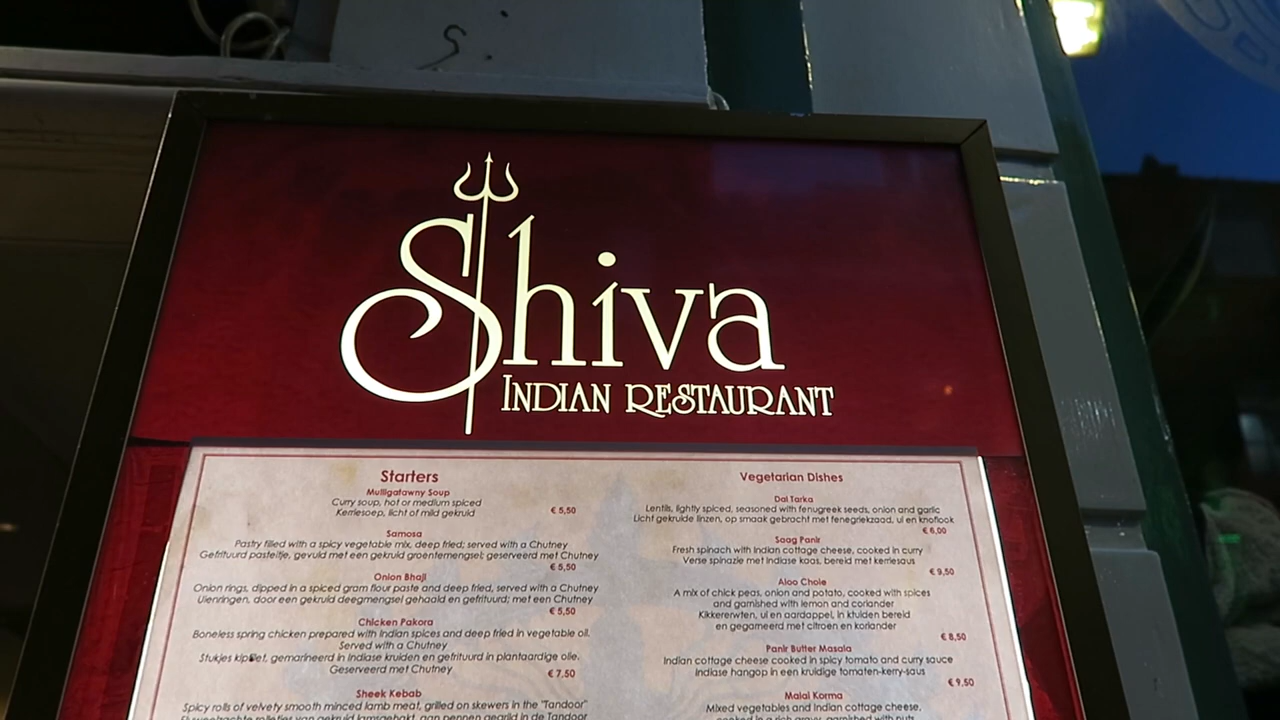 Shiva
INDIAN RESTAURANT
Starters
Mulligatawny Soup
Curry soup, hot or medium spiced
Kerriesoep, licht of mild gekruid
€ 5,50
Samosa
Pastry filled with a spicy vegetable mix, deep fried; served with a Chutney
Gefrituurd pasteitje, gevuld met een gekruid groentemengsel; geserveerd met Chutney
€ 5,50
Onion Bhaji
Onion rings, dipped in a spiced gram flour paste and deep fried, served with a Chutney
Uienringen, door een gekruid deegmengsel gehaald en gefrituurd; met een Chutney
€ 5,50
Chicken Pakora
Boneless spring chicken prepared with Indian spices and deep fried in vegetable oil.
Served with a Chutney
Stukjes kipfilet, gemarineerd in Indiase kruiden en gefrituurd in plantaardige olie.
Geserveerd met Chutney
€ 7,50
Sheek Kebab
Spicy rolls of velvety smooth minced lamb meat, grilled on skewers in the "Tandoor"
Vegetarian Dishes
Dal Tarka
Lentils, lightly spiced, seasoned with fenugreek seeds, onion and garlic
Licht gekruide linzen, op smaak gebracht met fenegriekzaad, ui en knoflook
€ 6,00
Saag Panir
Fresh spinach with Indian cottage cheese, cooked in curry
Verse spinazie met Indiase kaas, bereid met kerriesaus
€ 9,50
Aloo Chole
A mix of chick peas, onion and potato, cooked with spices
and garnished with lemon and coriander
Kikkererwten, ui en aardappel, in kruiden bereid
en gegarneerd met citroen en koriander
€ 8,50
Panir Butter Masala
Indian cottage cheese cooked in spicy tomato and curry sauce
Indiase hangop in een kruidige tomaten-kerry-saus
€ 9,50
Malai Korma
Mixed vegetables and Indian cottage cheese,
cooked in a rich gravy, garnished with nuts